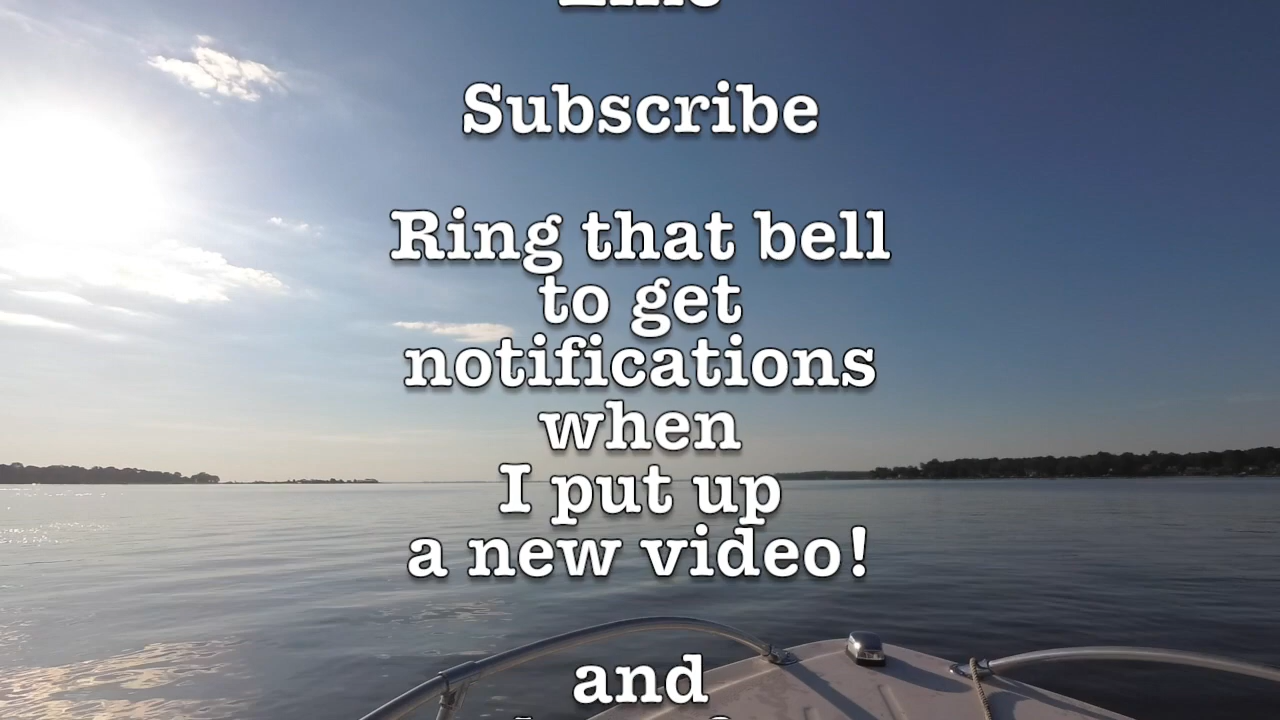 Subscribe
Ring that bell
to get
notifications
when
I put up
a new video!
and